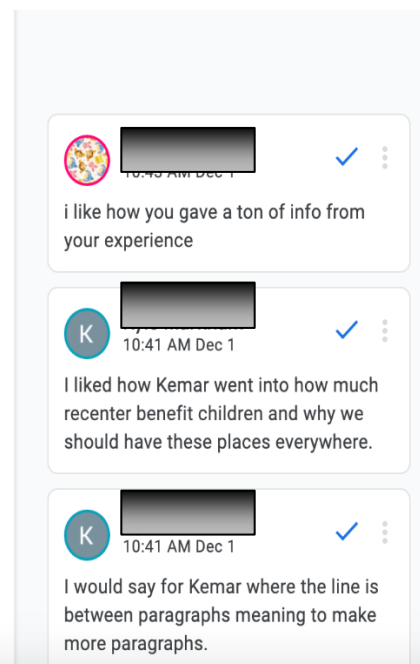 10:43 AM Dec 1
i like how you gave a ton of info from
your experience
K
10:41 AM Dec 1
I liked how Kemar went into how much
recenter benefit children and why we
should have these places everywhere.
K
10:41 AM Dec 1
I would say for Kemar where the line is
between paragraphs meaning to make
more paragraphs.